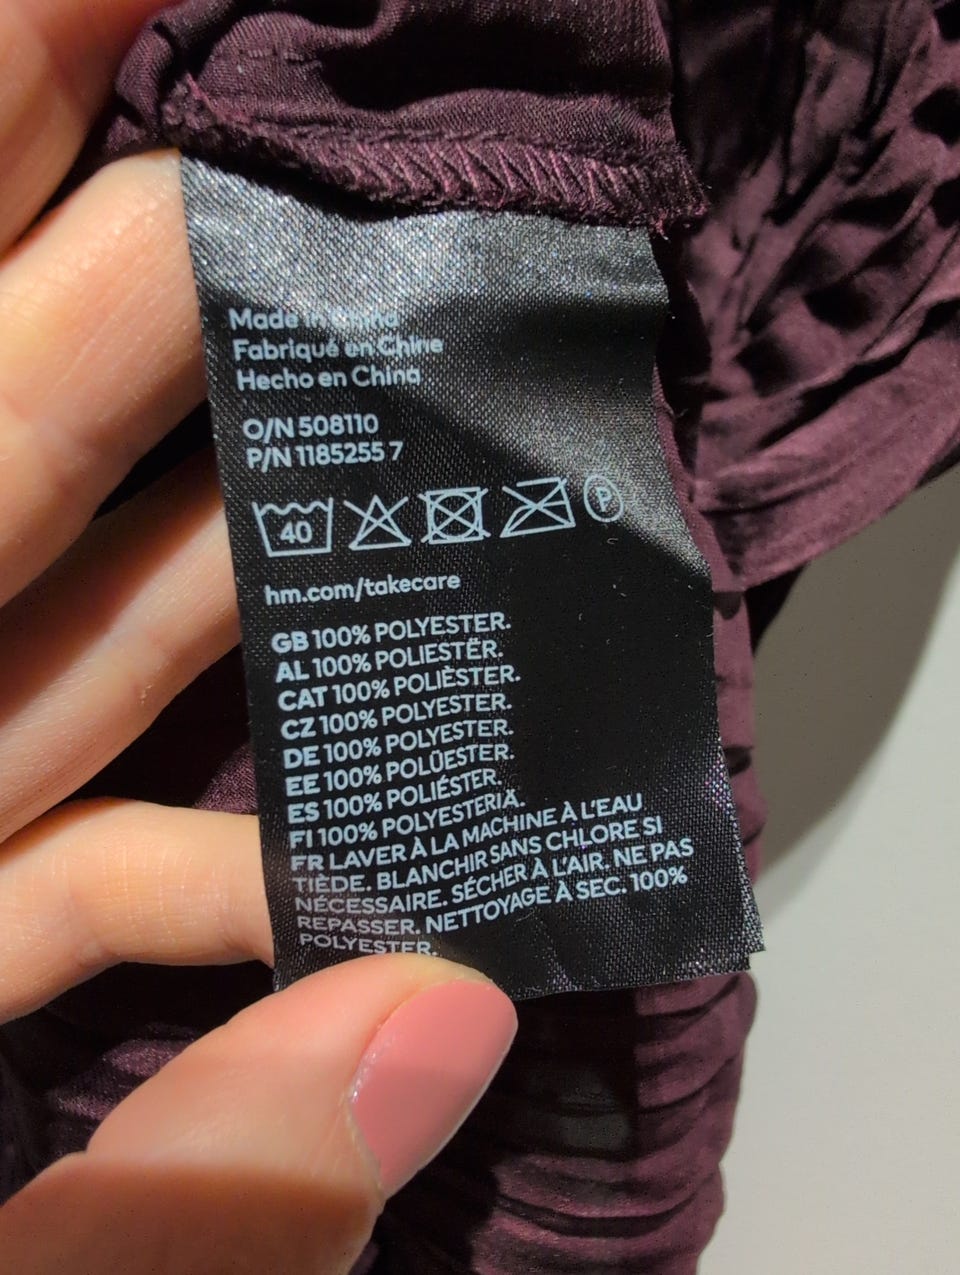 Made in China
Fabriqué en Chine
Hecho en China
O/N 508110
P/N 1185255 7
40 P
hm.com/takecare
GB 100% POLYESTER.
AL 100% POLIESTËR.
CAT 100% POLIÈSTER.
CZ 100% POLYESTER.
DE 100% POLYESTER.
EE 100% POLÜESTER.
ES 100% POLIÉSTER.
FI 100% POLYESTERIÄ.
FR LAVER À LA MACHINE À L'EAU
TIÈDE. BLANCHIR SANS CHLORE SI
NÉCESSAIRE. SÉCHER À L'AIR. NE PAS
REPASSER. NETTOYAGE À SEC. 100%
POLYESTER.